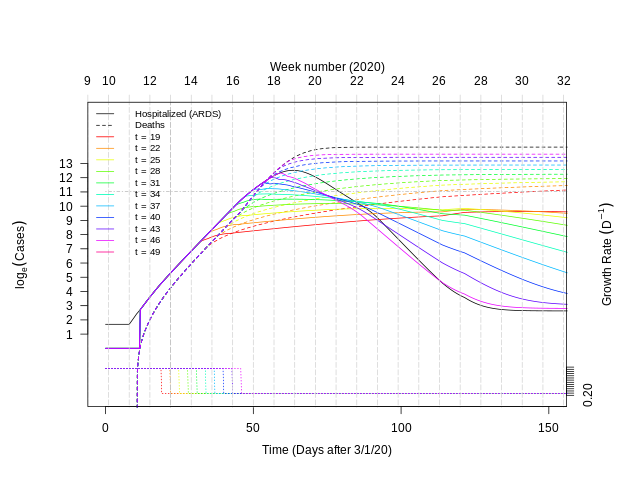 Week number (2020)
9 10 12 14 16 18 20 22 24 26 28 30 32
Hospitalized (ARDS)
Deaths
t = 19
t = 22
t = 25
t = 28
t = 31
t = 34
t = 37
t = 40
t = 43
t = 46
t = 49
13
12
11
10
9
8
7
6
5
4
3
2
1
logₑ(Cases)
Growth Rate (D⁻¹)
0.20
0 50 100 150
Time (Days after 3/1/20)